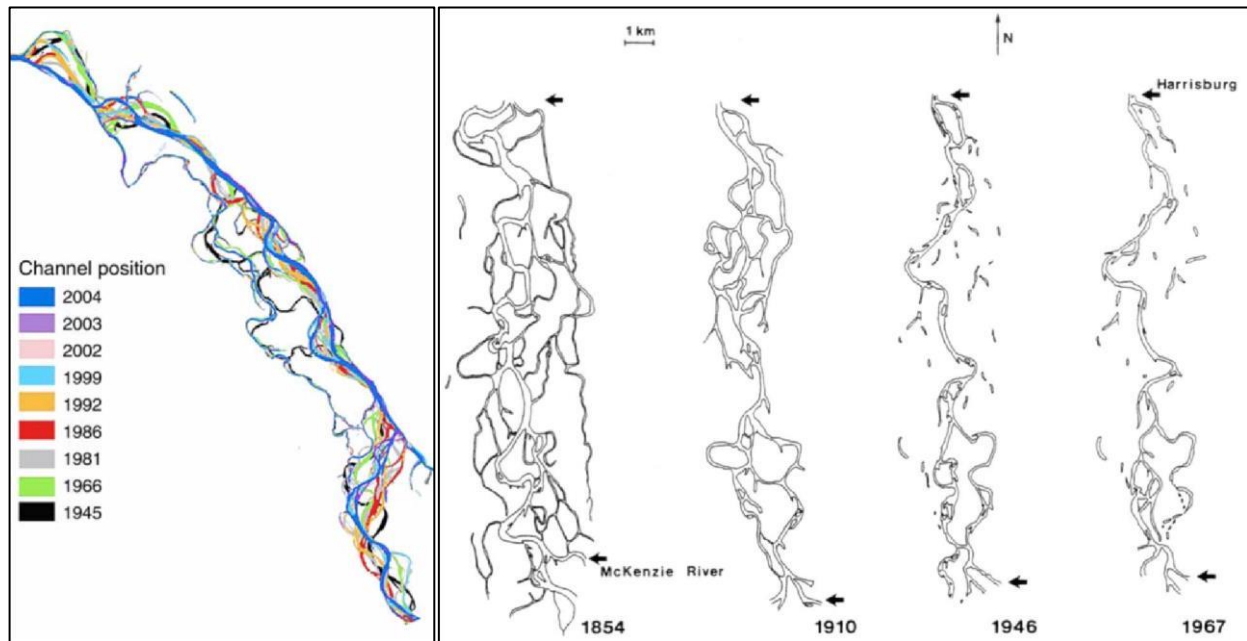 Channel position
2004
2003
2002
1999
1992
1986
1981
1966
1945
1 km
N
Harrisburg
McKenzie River
1854
1910
1946
1967